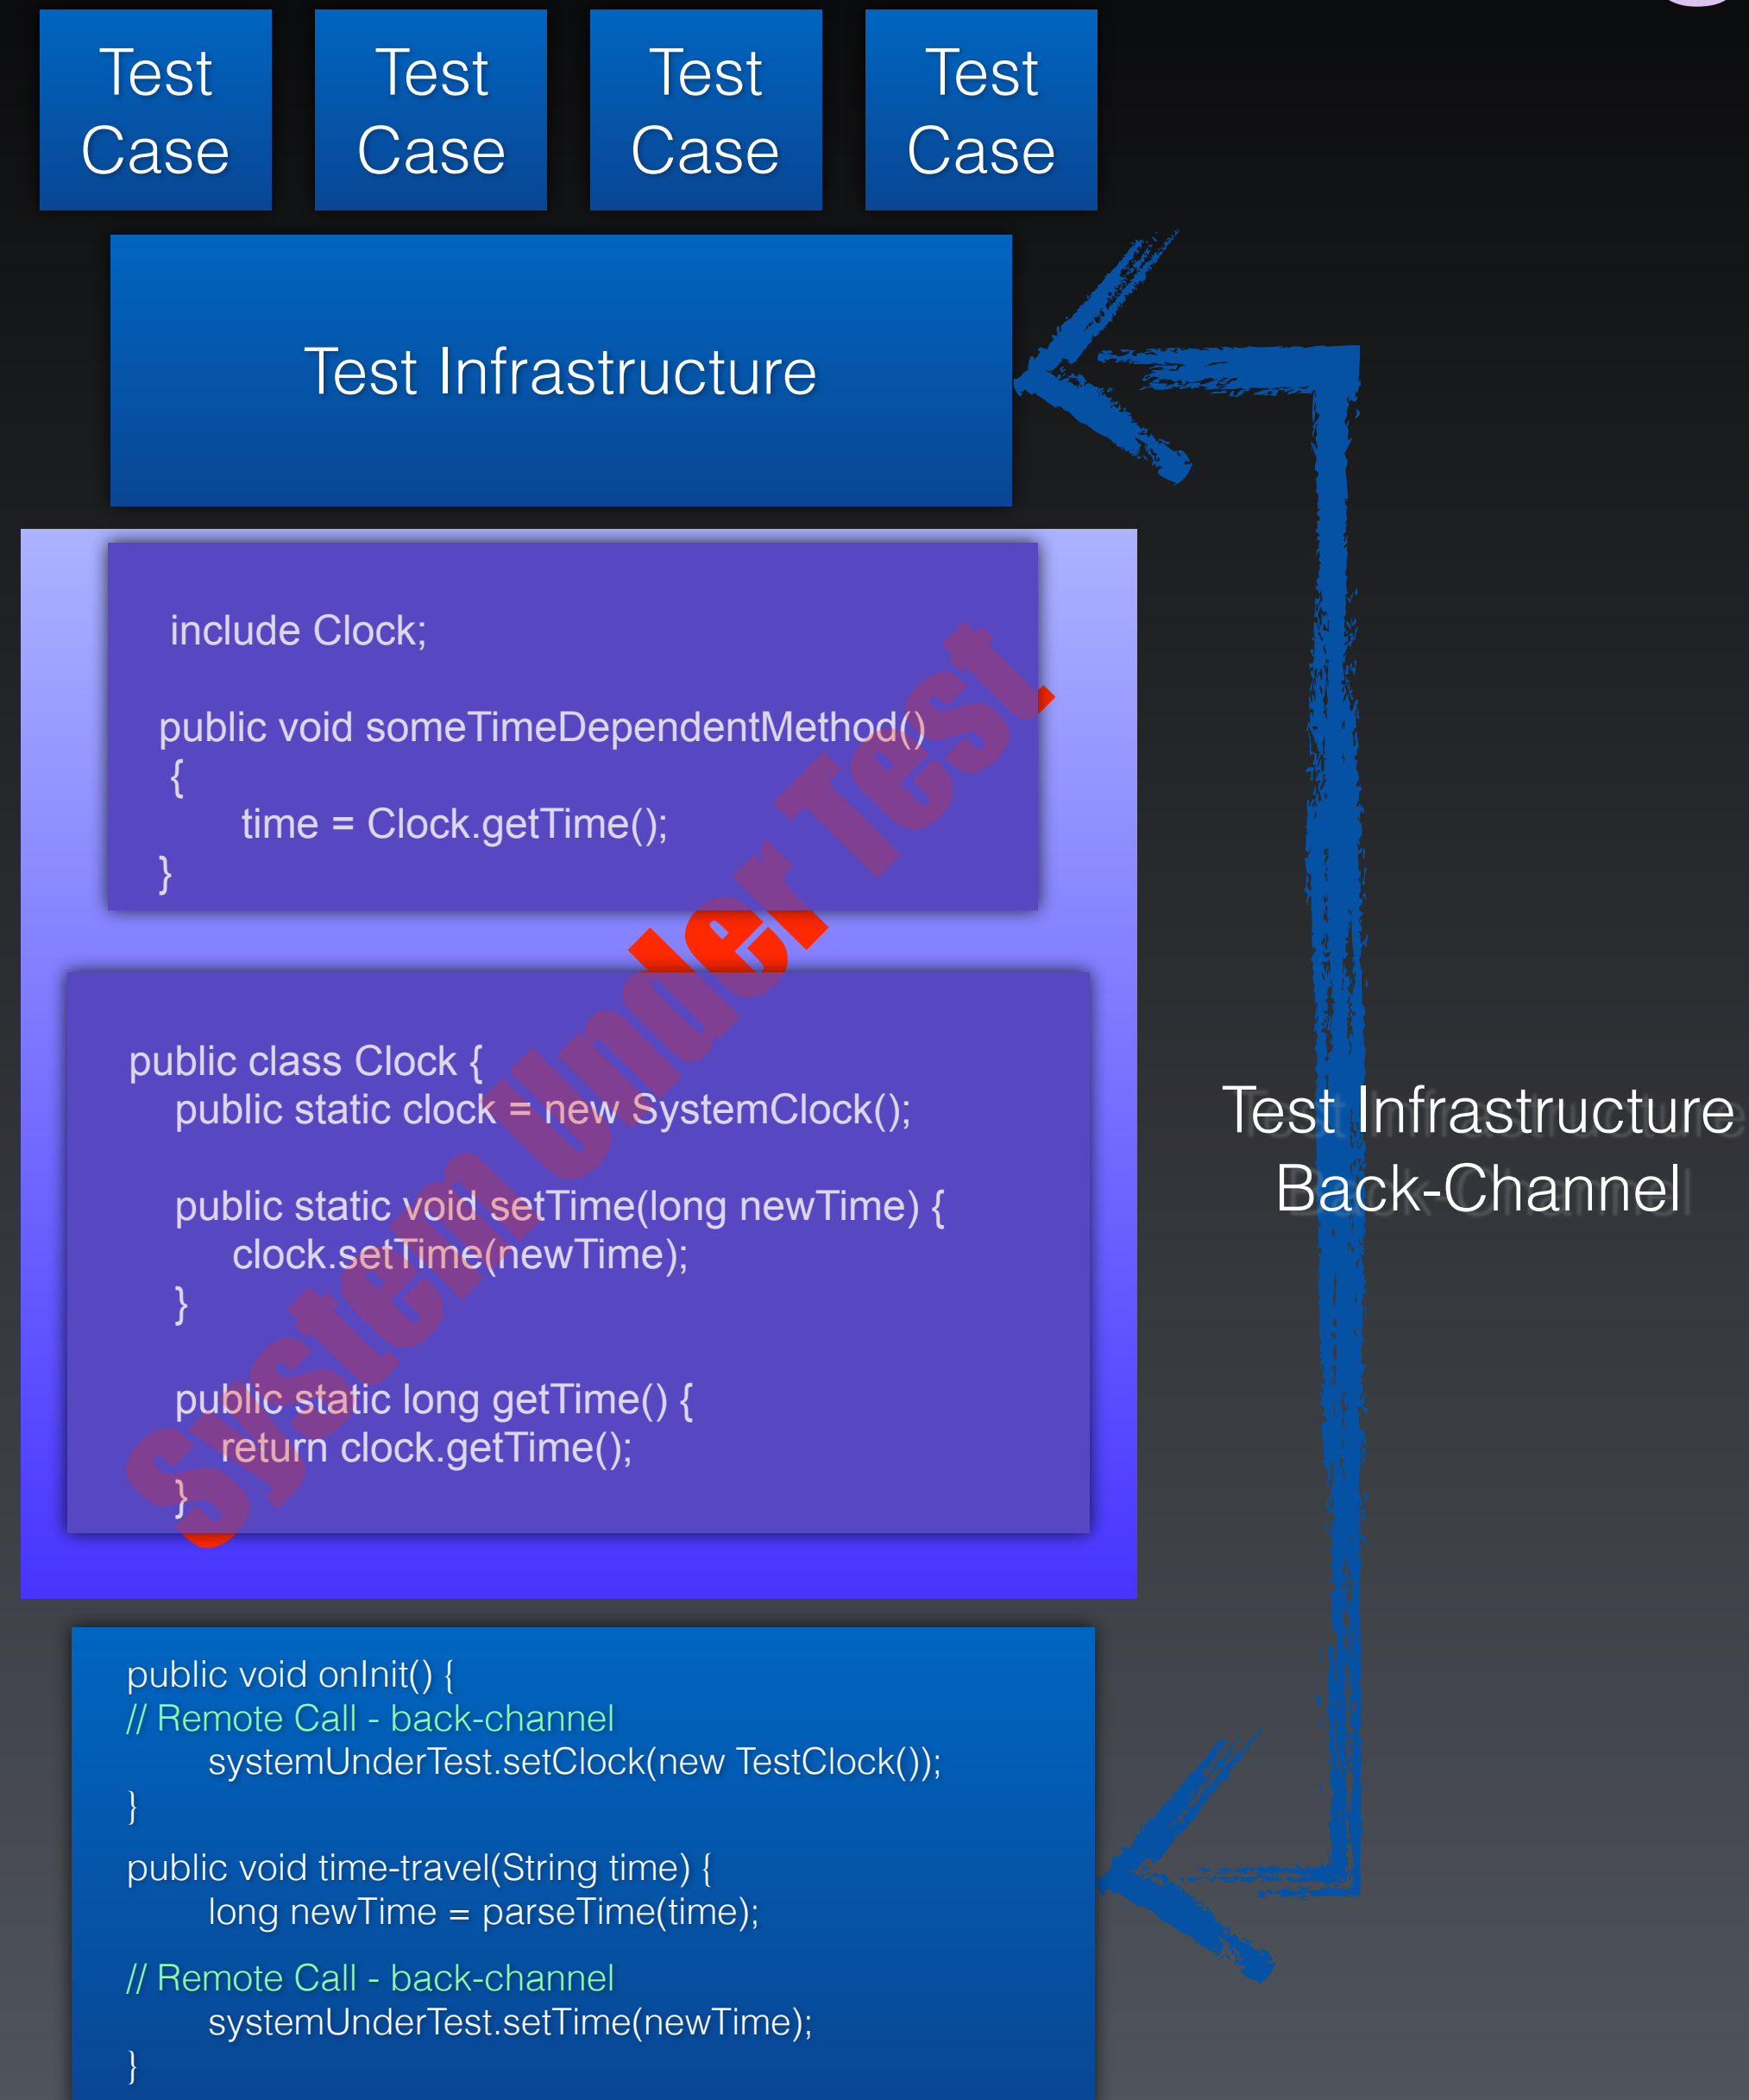 Test
Case
Test
Case
Test
Case
Test
Case
Test Infrastructure
include Clock;
public void someTimeDependentMethod()
{
time = Clock.getTime();
}
System Under Test
public class Clock {
public static clock = new SystemClock();
public static void setTime(long newTime) {
clock.setTime(newTime);
}
public static long getTime() {
return clock.getTime();
}
Test Infrastructure
Back-Channel
public void onInit() {
// Remote Call - back-channel
systemUnderTest.setClock(new TestClock());
}
public void time-travel(String time) {
long newTime = parseTime(time);
// Remote Call - back-channel
systemUnderTest.setTime(newTime);
}